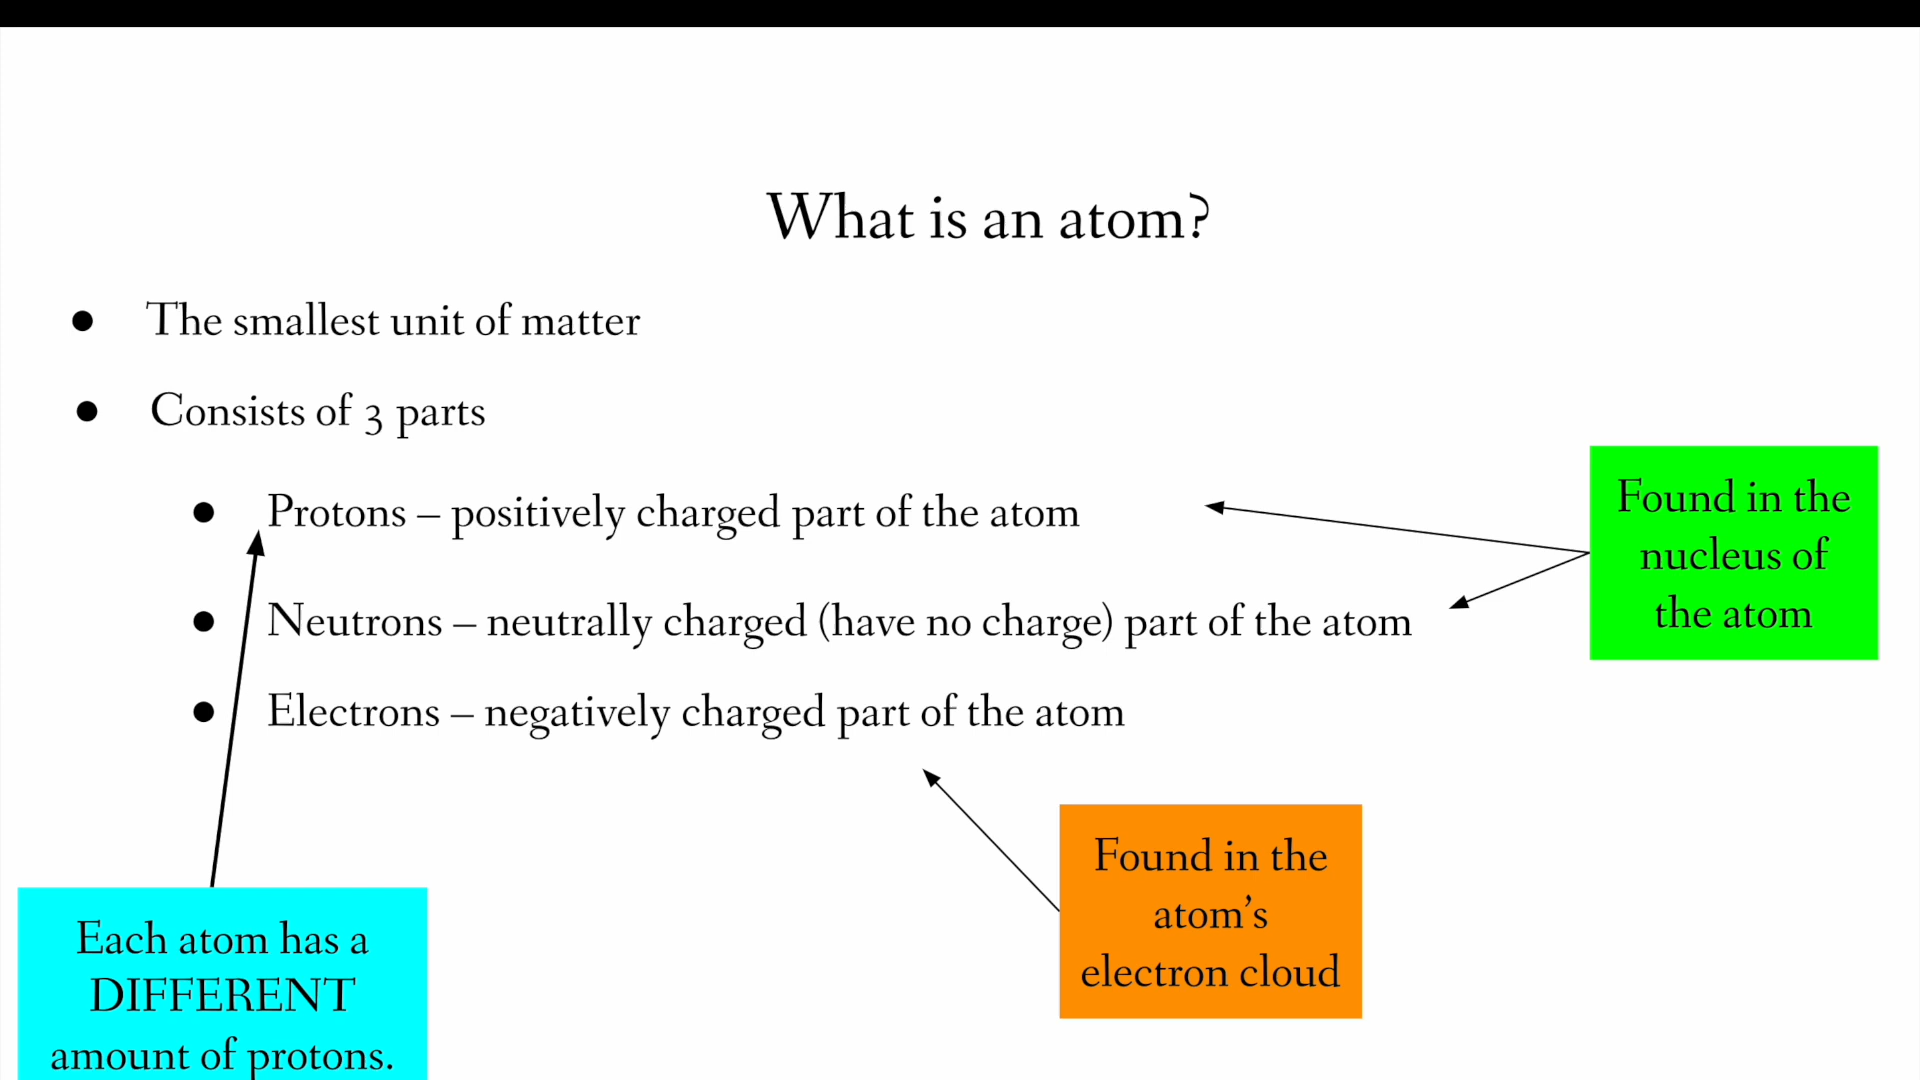 What is an atom?
● The smallest unit of matter
● Consists of 3 parts
● Protons – positively charged part of the atom
● Neutrons – neutrally charged (have no charge) part of the atom
● Electrons – negatively charged part of the atom
Found in the
nucleus of
the atom
Found in the
atom’s
electron cloud
Each atom has a
DIFFERENT
amount of protons.